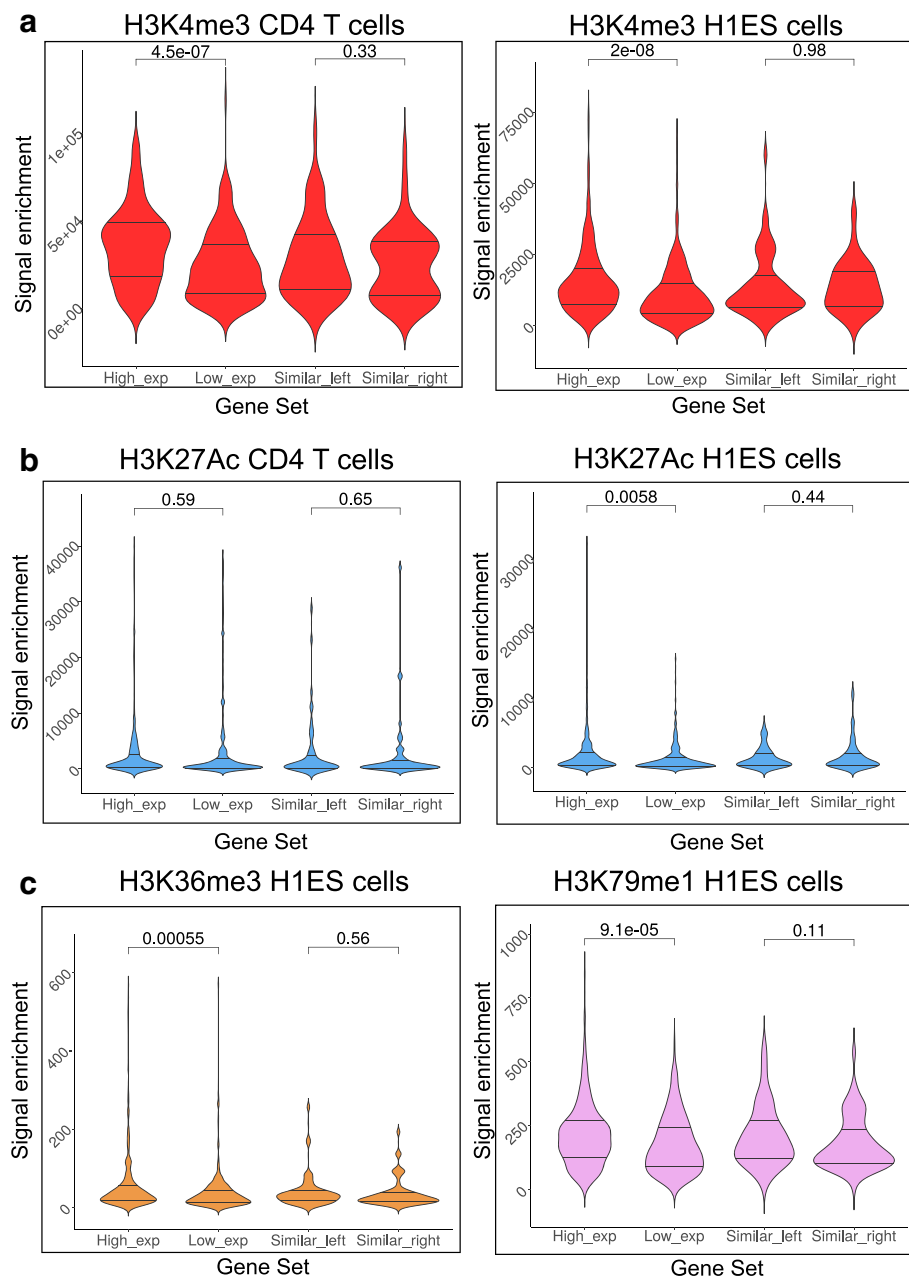 a
H3K4me3 CD4 T cells
4.5e-07
0.33
Signal enrichment
1e+05
5e+04
0e+00
High_exp
Low_exp
Similar_left
Similar_right
Gene Set
H3K4me3 H1ES cells
2e-08
0.98
Signal enrichment
75000
50000
25000
0
High_exp
Low_exp
Similar_left
Similar_right
Gene Set
b
H3K27Ac CD4 T cells
0.59
0.65
Signal enrichment
40000
30000
20000
10000
0
High_exp
Low_exp
Similar_left
Similar_right
Gene Set
H3K27Ac H1ES cells
0.0058
0.44
Signal enrichment
30000
20000
10000
0
High_exp
Low_exp
Similar_left
Similar_right
Gene Set
c
H3K36me3 H1ES cells
0.00055
0.56
Signal enrichment
600
400
200
0
High_exp
Low_exp
Similar_left
Similar_right
Gene Set
H3K79me1 H1ES cells
9.1e-05
0.11
Signal enrichment
1000
750
500
250
0
High_exp
Low_exp
Similar_left
Similar_right
Gene Set